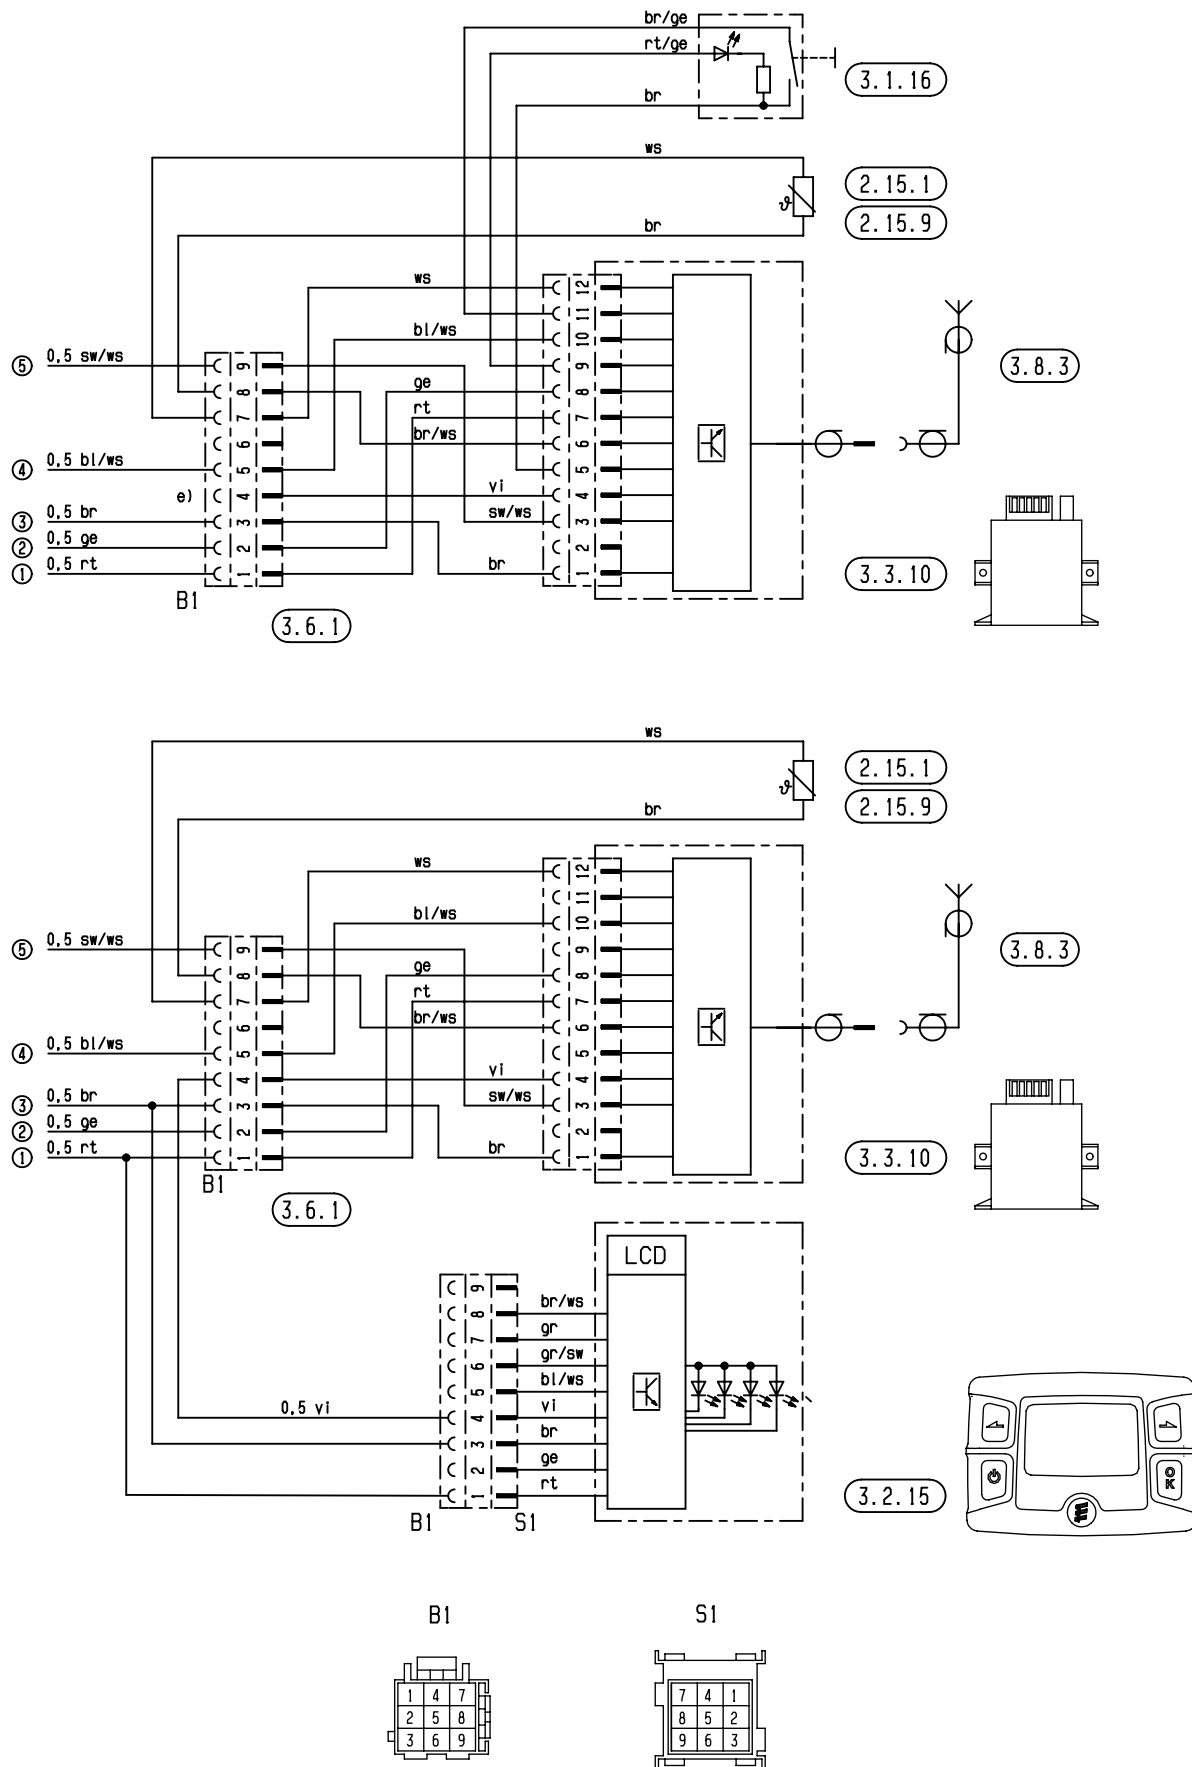 br/ge
rt/ge
3.1.16
br
ws
2.15.1
2.15.9
br
ws
12
11
bl/ws
10
5 0,5 sw/ws
9
9
3.8.3
8
ge
8
7
rt
7
6
br/ws
6
4 0,5 bl/ws
5
5
e)
4
vi
4
3 0,5 br
3
sw/ws
3
2 0,5 ge
2
2
1 0,5 rt
1
br
1
3.3.10
B1
3.6.1
ws
2.15.1
2.15.9
br
ws
12
11
bl/ws
10
5 0,5 sw/ws
9
9
3.8.3
8
ge
8
7
rt
7
6
br/ws
6
4 0,5 bl/ws
5
5
4
vi
4
3 0,5 br
3
sw/ws
3
2 0,5 ge
2
2
1 0,5 rt
1
br
1
3.3.10
B1
3.6.1
LCD
9
8
br/ws
7
gr
6
gr/sw
5
bl/ws
0,5 vi
4
vi
3
br
2
ge
1
rt
3.2.15
OK
B1
S1
B1
S1
1 4 7
2 5 8
3 6 9
7 4 1
8 5 2
9 6 3